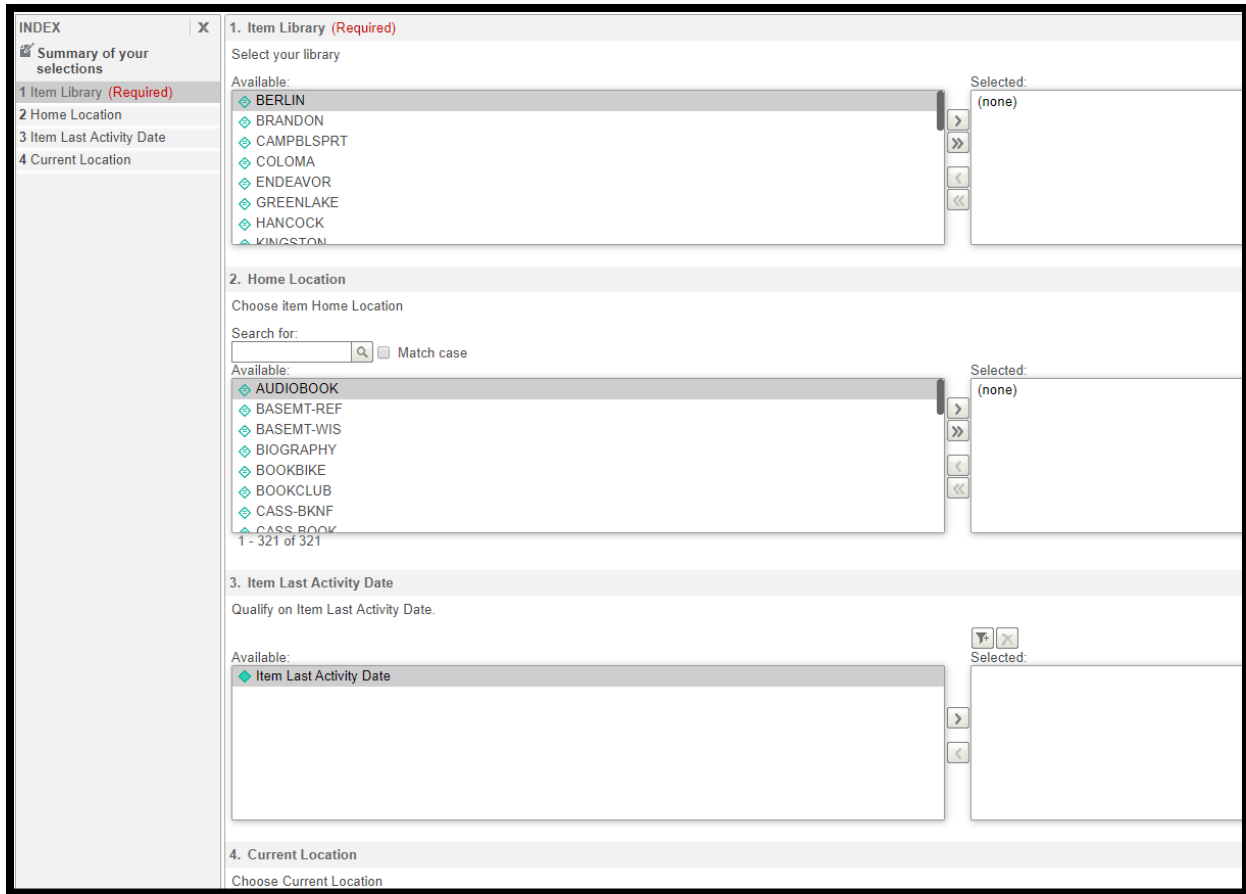 INDEX
X
Summary of your
selections
1 Item Library (Required)
2 Home Location
3 Item Last Activity Date
4 Current Location
1. Item Library (Required)
Select your library
Available:
BERLIN
BRANDON
CAMPBLSPRT
COLOMA
ENDEAVOR
GREENLAKE
HANCOCK
KINGSTON
Selected:
(none)
2. Home Location
Choose item Home Location
Search for:
Match case
Available:
AUDIOBOOK
BASEMT-REF
BASEMT-WIS
BIOGRAPHY
BOOKBIKE
BOOKCLUB
CASS-BKNF
CASS-BOOK
1 - 321 of 321
Selected:
(none)
3. Item Last Activity Date
Qualify on Item Last Activity Date.
Available:
Item Last Activity Date
Selected:
4. Current Location
Choose Current Location